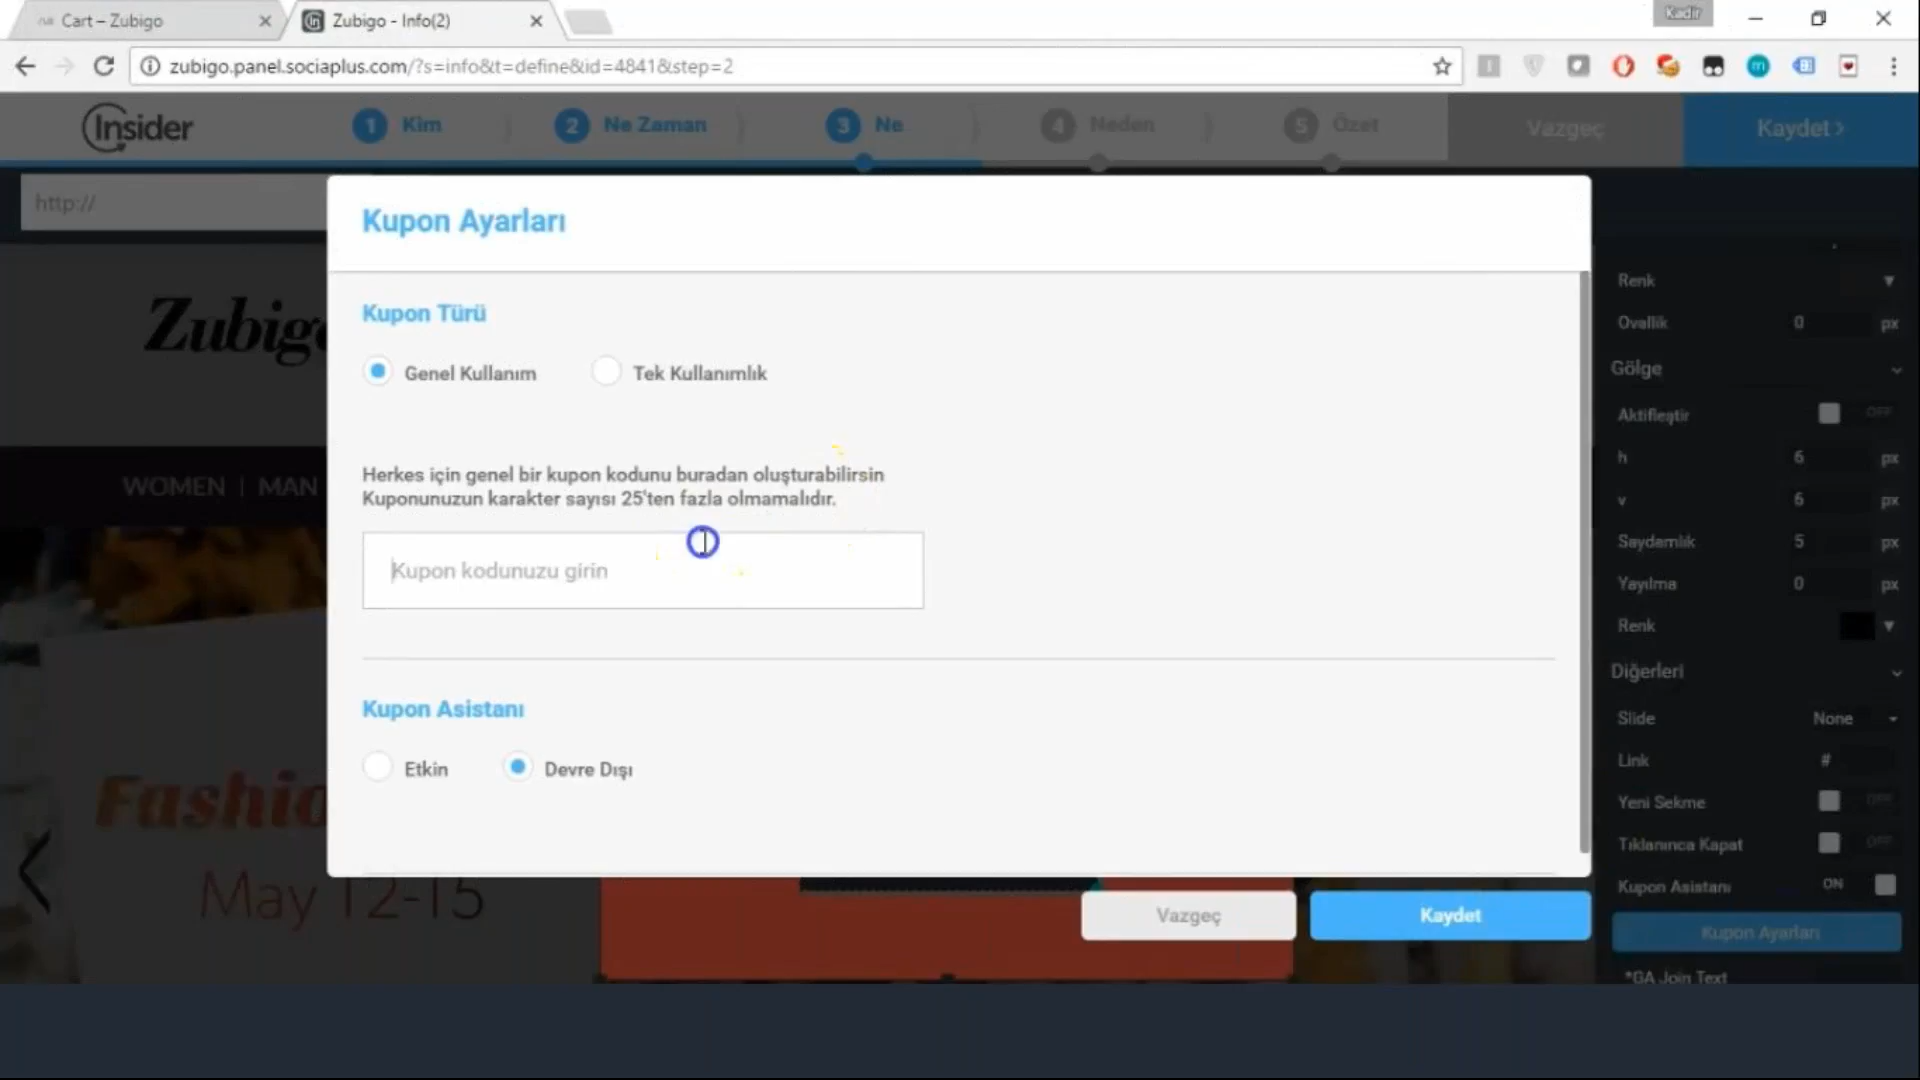 Cart – Zubigo
Zubigo - Info(2)
Kadir
zubigo.panel.sociaplus.com/?s=info&t=define&id=4841&step=2
Insider
1 Kim
2 Ne Zaman
3 Ne
4 Neden
5 Özet
Vazgeç
Kaydet >
http://
Kupon Ayarları
Kupon Türü
Genel Kullanım
Tek Kullanımlık
Herkes için genel bir kupon kodunu buradan oluşturabilirsin
Kuponunuzun karakter sayısı 25'ten fazla olmamalıdır.
Kupon kodunuzu girin
Kupon Asistanı
Etkin
Devre Dışı
Vazgeç
Kaydet
Zubigo
WOMEN | MAN
Fashio
May 12-15
Renk
Ovallik 0 px
Gölge
Aktifleştir OFF
h 6 px
v 6 px
Saydamlık 5 px
Yayılma 0 px
Renk
Diğerleri
Slide None
Link #
Yeni Sekme OFF
Tıklanınca Kapat OFF
Kupon Asistanı ON
Kupon Ayarları
*GA Join Text